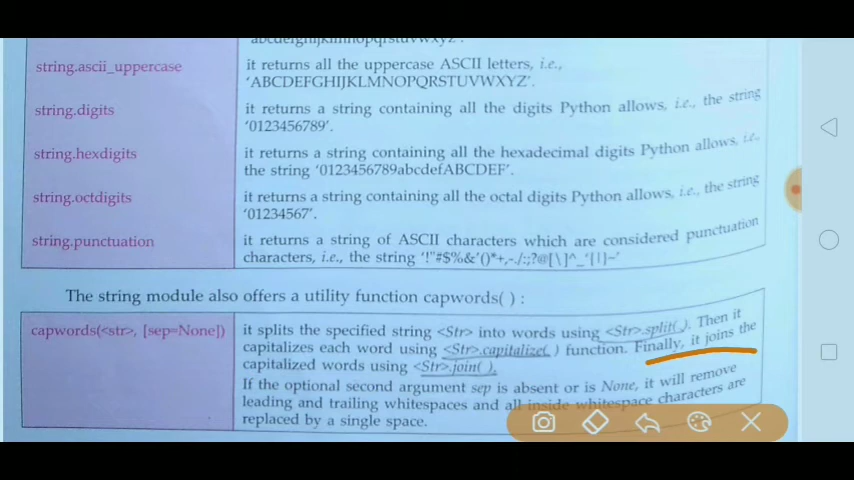 abcdefghijklmnopqrstuvwxyz'.
string.ascii_uppercase
it returns all the uppercase ASCII letters, i.e.,
'ABCDEFGHIJKLMNOPQRSTUVWXYZ'.
string.digits
it returns a string containing all the digits Python allows, i.e., the string
'0123456789'.
string.hexdigits
it returns a string containing all the hexadecimal digits Python allows, i.e.,
the string '0123456789abcdefABCDEF'.
string.octdigits
it returns a string containing all the octal digits Python allows, i.e., the string
'01234567'.
string.punctuation
it returns a string of ASCII characters which are considered punctuation
characters, i.e., the string '!"#$%&'()*+,-./:;?@[\]^_'{|}~'
The string module also offers a utility function capwords( ) :
capwords(<str>, [sep=None])
it splits the specified string <Str> into words using <Str>.split( ). Then it
capitalizes each word using <Str>.capitalize( ) function. Finally, it joins the
capitalized words using <Str>.join( ).
If the optional second argument sep is absent or is None, it will remove
leading and trailing whitespaces and all inside whitespace characters are
replaced by a single space.